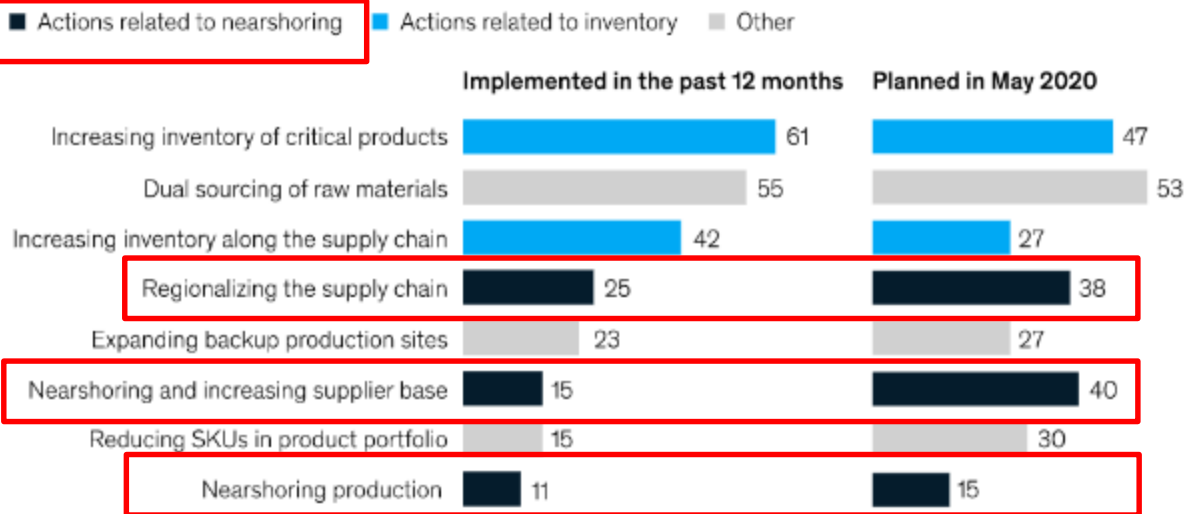 Actions related to nearshoring Actions related to inventory Other
Implemented in the past 12 months Planned in May 2020
Increasing inventory of critical products 61 47
Dual sourcing of raw materials 55 53
Increasing inventory along the supply chain 42 27
Regionalizing the supply chain 25 38
Expanding backup production sites 23 27
Nearshoring and increasing supplier base 15 40
Reducing SKUs in product portfolio 15 30
Nearshoring production 11 15